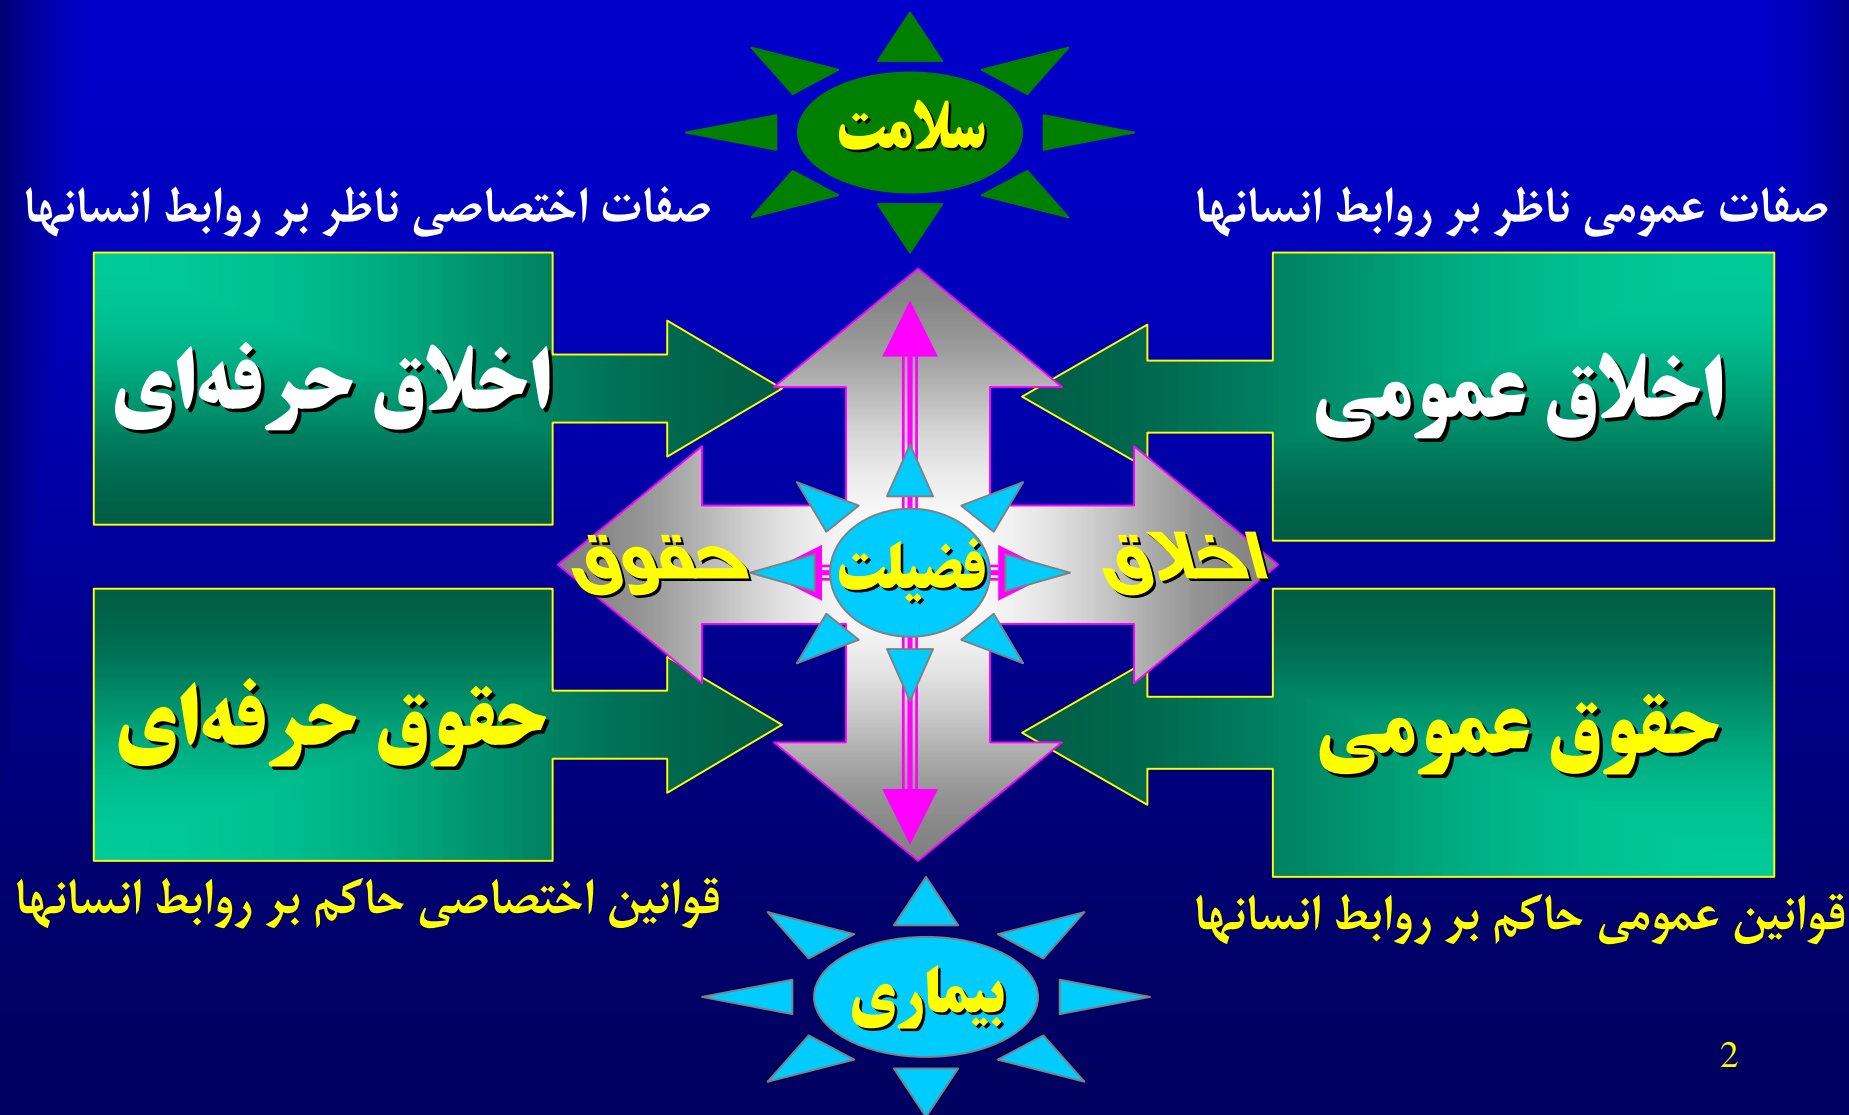 سلامت
صفات عمومی ناظر بر روابط انسانها
صفات اختصاصی ناظر بر روابط انسانها
اخلاق عمومی
اخلاق حرفه‌ای
اخلاق
فضیلت
حقوق
حقوق عمومی
حقوق حرفه‌ای
قوانین عمومی حاکم بر روابط انسانها
قوانین اختصاصی حاکم بر روابط انسانها
بیماری
2